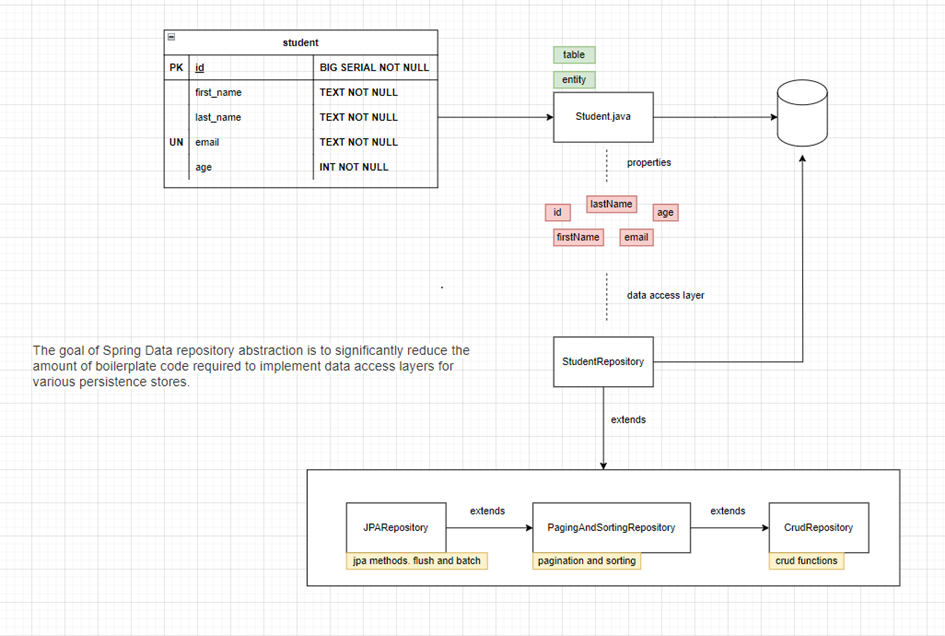 student
PK id BIG SERIAL NOT NULL
first_name TEXT NOT NULL
last_name TEXT NOT NULL
UN email TEXT NOT NULL
age INT NOT NULL
table
entity
Student.java
properties
lastName
id
age
firstName
email
data access layer
The goal of Spring Data repository abstraction is to significantly reduce the
amount of boilerplate code required to implement data access layers for
various persistence stores.
StudentRepository
extends
extends
extends
JPARepository
PagingAndSortingRepository
CrudRepository
jpa methods. flush and batch
pagination and sorting
crud functions